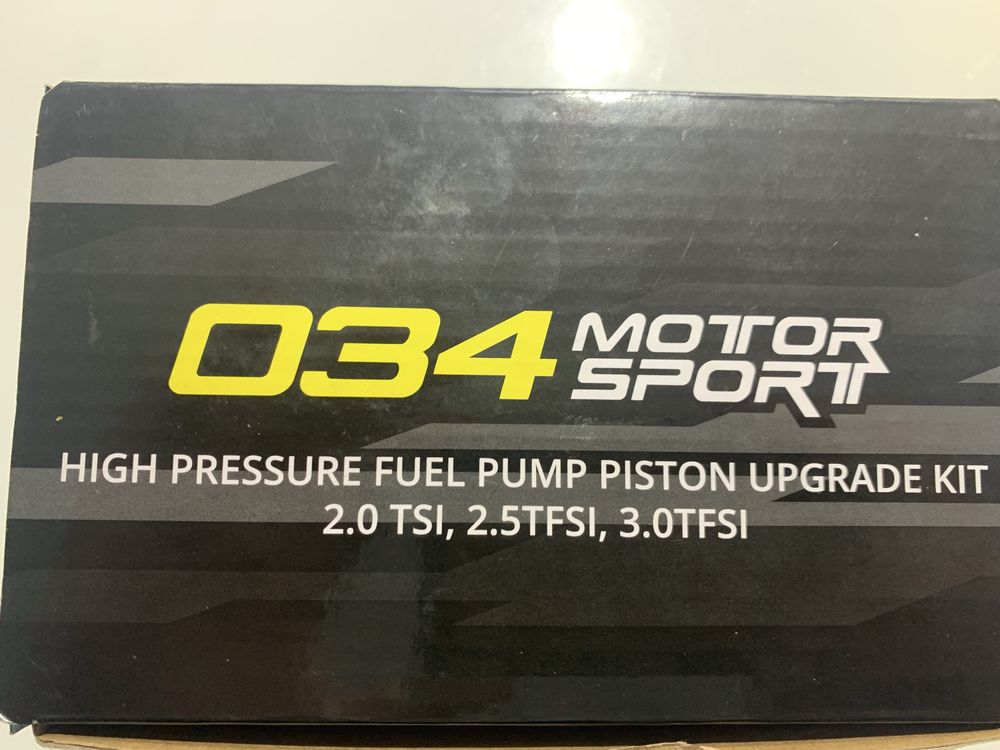 034 MOTOR
SPORT
HIGH PRESSURE FUEL PUMP PISTON UPGRADE KIT
2.0 TSI, 2.5TFSI, 3.0TFSI